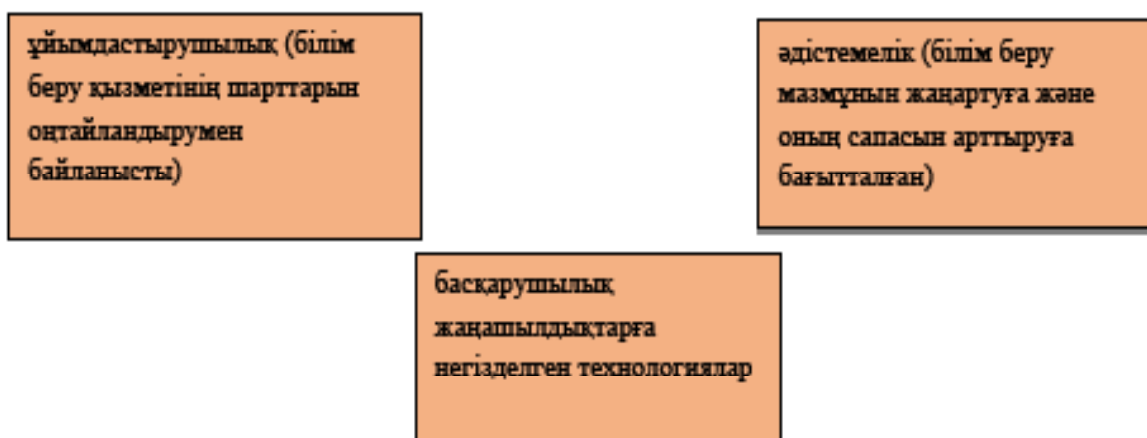 ұйымдастырушылық (білім
беру қызметінің шарттарын
оңтайландырумен
байланысты)
әдістемелік (білім беру
мазмұнын жаңартуға және
оның сапасын арттыруға
бағытталған)
басқарушылық
жаңашылдықтарға
негізделген технологиялар